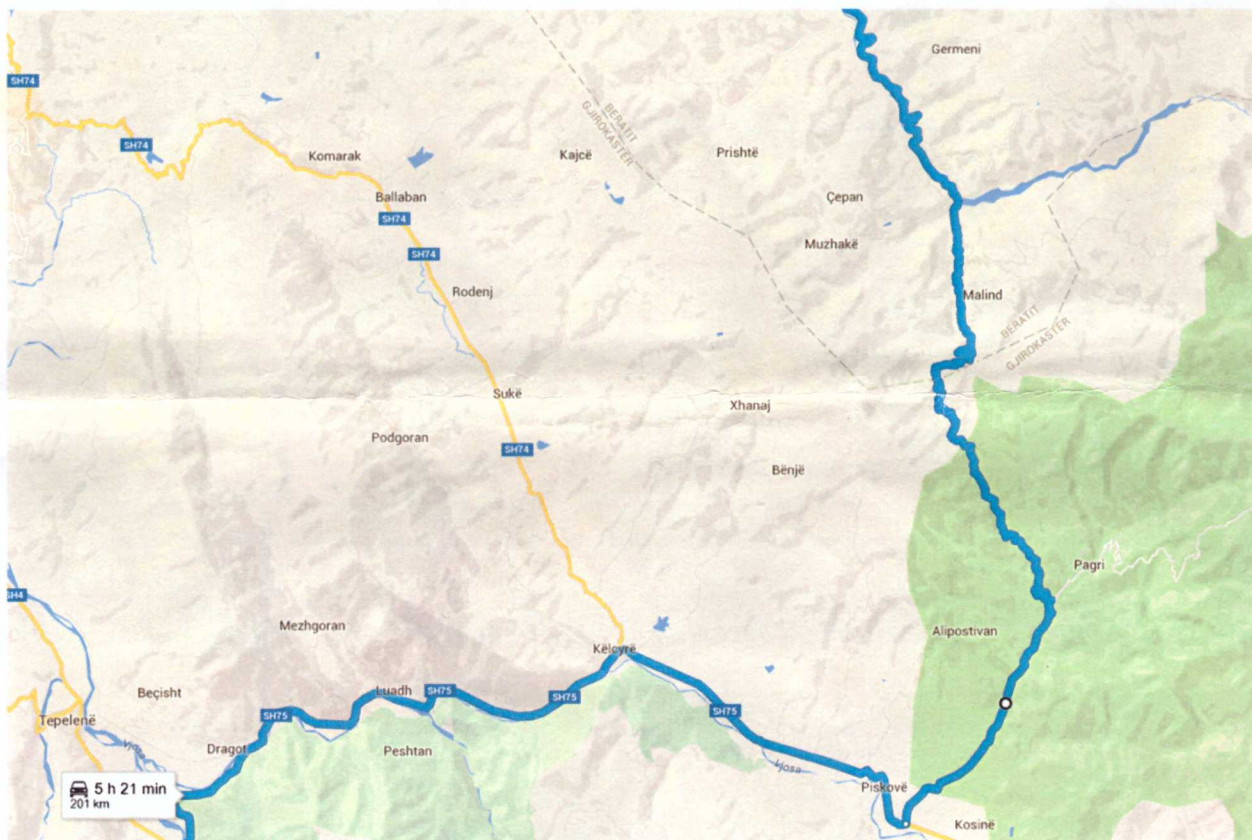 Germeni
SH74
SH74
BERATIT
GJIROKASTËR
Komarak
Kajcë
Prishtë
Ballaban
Çepan
SH74
Muzhakë
SH74
Rodenj
Malind
BERATIT
GJIROKASTËR
Sukë
Xhanaj
Podgoran
SH74
Bënjë
Pagri
SH4
Mezhgoran
Alipostivan
Këlcyrë
Beçisht
Luadh
SH75
SH75
SH75
SH75
Tepelenë
Vjosa
Dragot
Peshtan
Vjosa
Piskovë
5 h 21 min
201 km
Kosinë